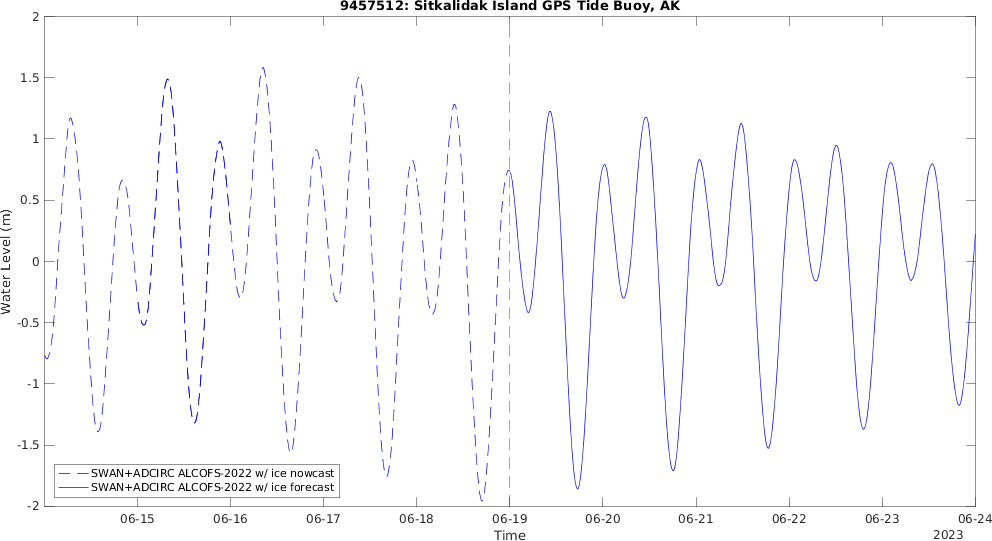 9457512: Sitkalidak Island GPS Tide Buoy, AK
2
1.5
1
0.5
0
-0.5
-1
-1.5
-2
Water Level (m)
SWAN+ADCIRC ALCOFS-2022 w/ ice nowcast
SWAN+ADCIRC ALCOFS-2022 w/ ice forecast
06-15 06-16 06-17 06-18 06-19 06-20 06-21 06-22 06-23 06-24
Time
2023